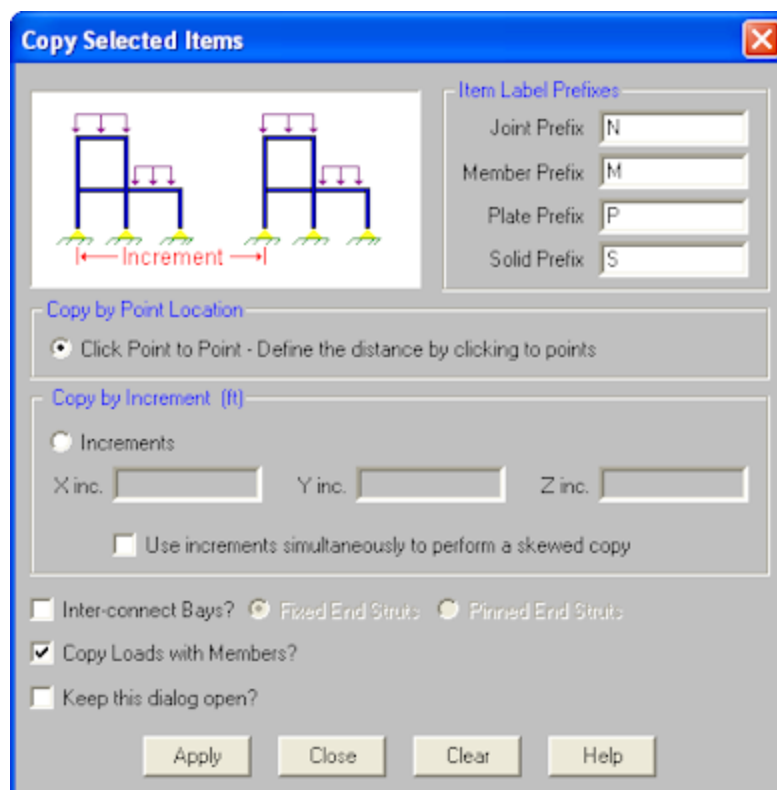 Copy Selected Items
Item Label Prefixes
Joint Prefix N
Member Prefix M
Plate Prefix P
Solid Prefix S
Increment
Copy by Point Location
Click Point to Point - Define the distance by clicking to points
Copy by Increment (ft)
Increments
X inc. Y inc. Z inc.
Use increments simultaneously to perform a skewed copy
Inter-connect Bays? Fixed End Struts Pinned End Struts
Copy Loads with Members?
Keep this dialog open?
Apply Close Clear Help